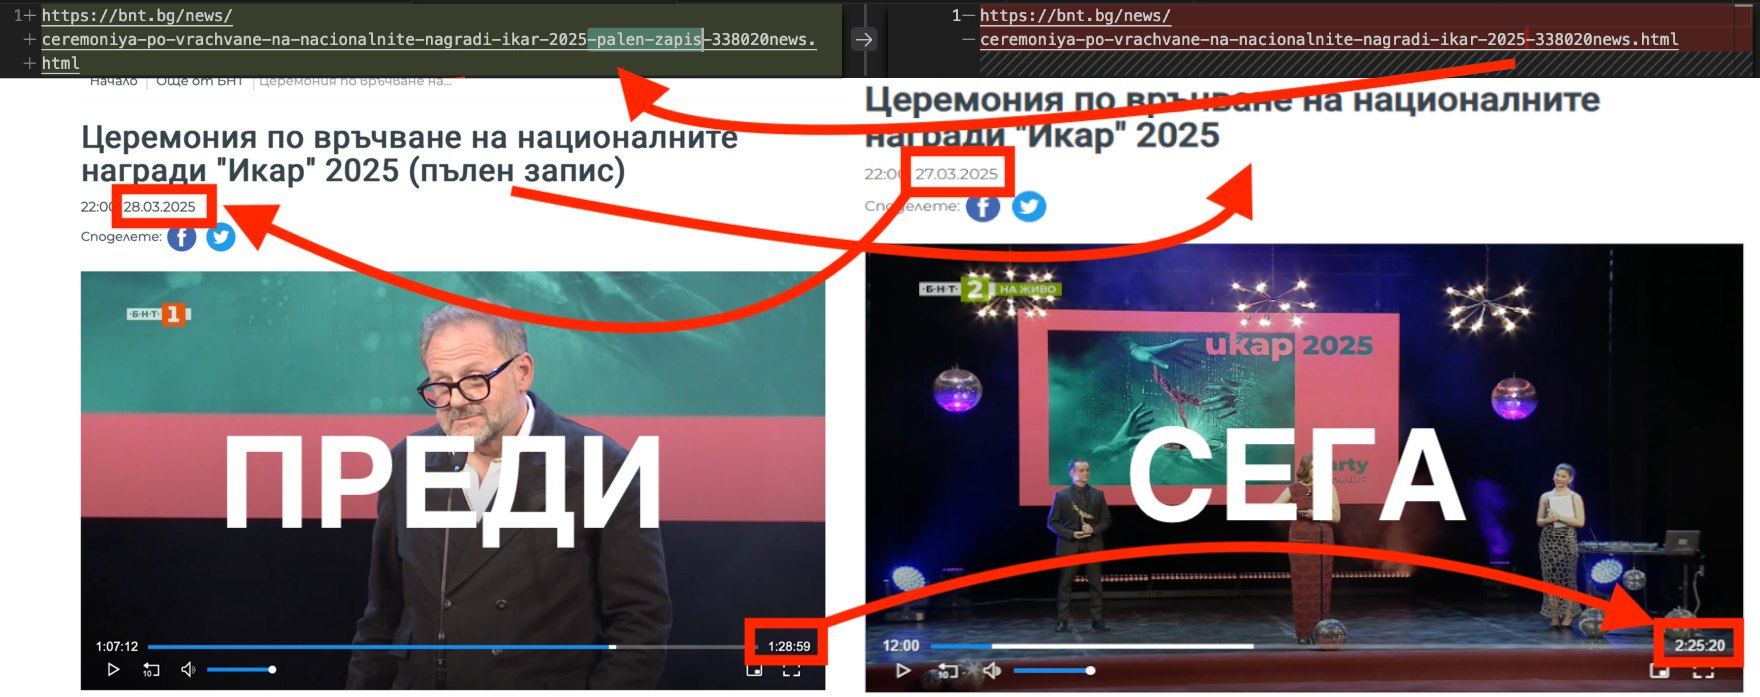 1+ https://bnt.bg/news/
+ ceremoniya-po-vrachvane-na-nacionalnite-nagradi-ikar-2025-palen-zapis-338020news.
+ html
Начало | Още от БНТ | Церемония по връчване на...
Церемония по връчване на националните
награди "Икар" 2025 (пълен запис)
22:00 28.03.2025
Споделете:
·Б·Н·Т· 1
ПРЕДИ
1:07:12
1:28:59
10
1− https://bnt.bg/news/
− ceremoniya-po-vrachvane-na-nacionalnite-nagradi-ikar-2025-338020news.html
Церемония по връчване на националните
награди "Икар" 2025
22:00 27.03.2025
Споделете:
·Б·Н·Т· 2 НА ЖИВО
икар 2025
СЕГА
12:00
2:25:20
10